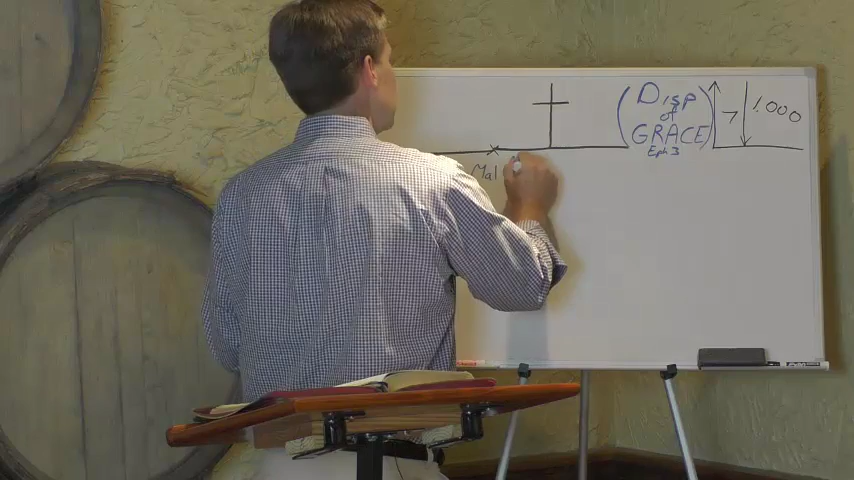 DISP
of
GRACE
Eph 3
7
1,000
Mal